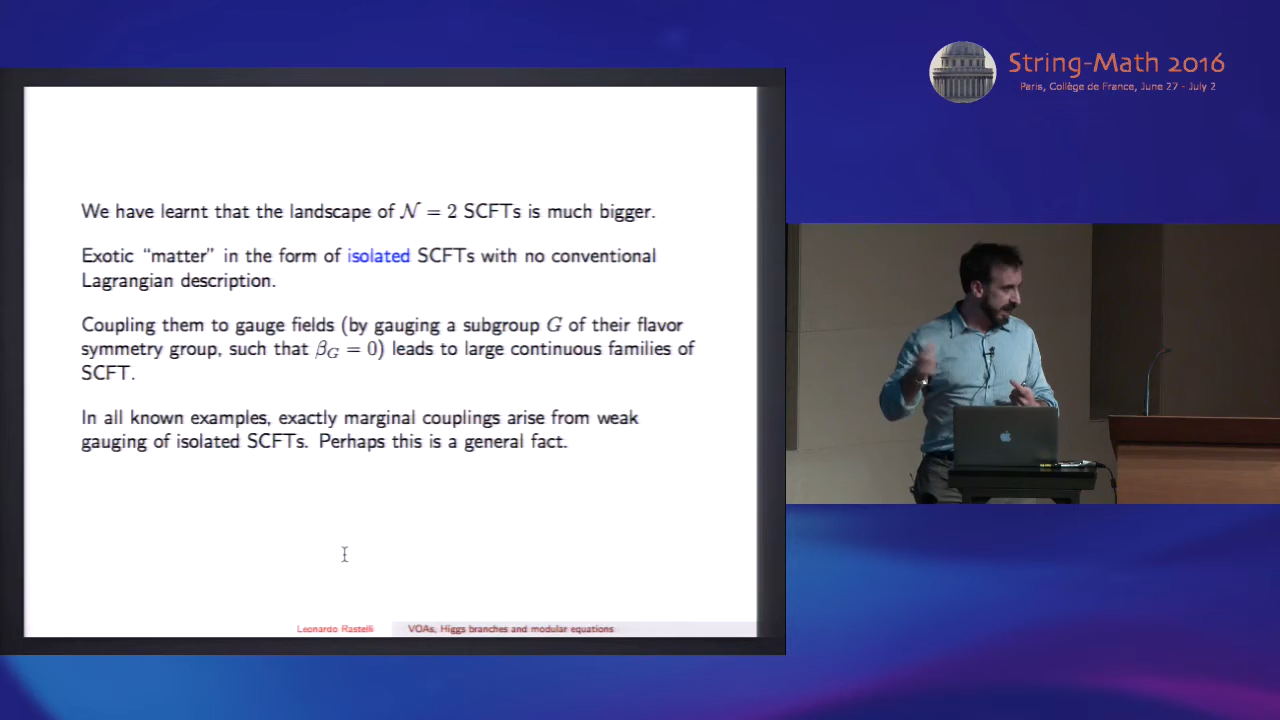 String-Math 2016
Paris, Collège de France, June 27 - July 2
We have learnt that the landscape of 𝒩 = 2 SCFTs is much bigger.
Exotic “matter” in the form of isolated SCFTs with no conventional
Lagrangian description.
Coupling them to gauge fields (by gauging a subgroup G of their flavor
symmetry group, such that β_G = 0) leads to large continuous families of
SCFT.
In all known examples, exactly marginal couplings arise from weak
gauging of isolated SCFTs. Perhaps this is a general fact.
Leonardo Rastelli VOAs, Higgs branches and modular equations